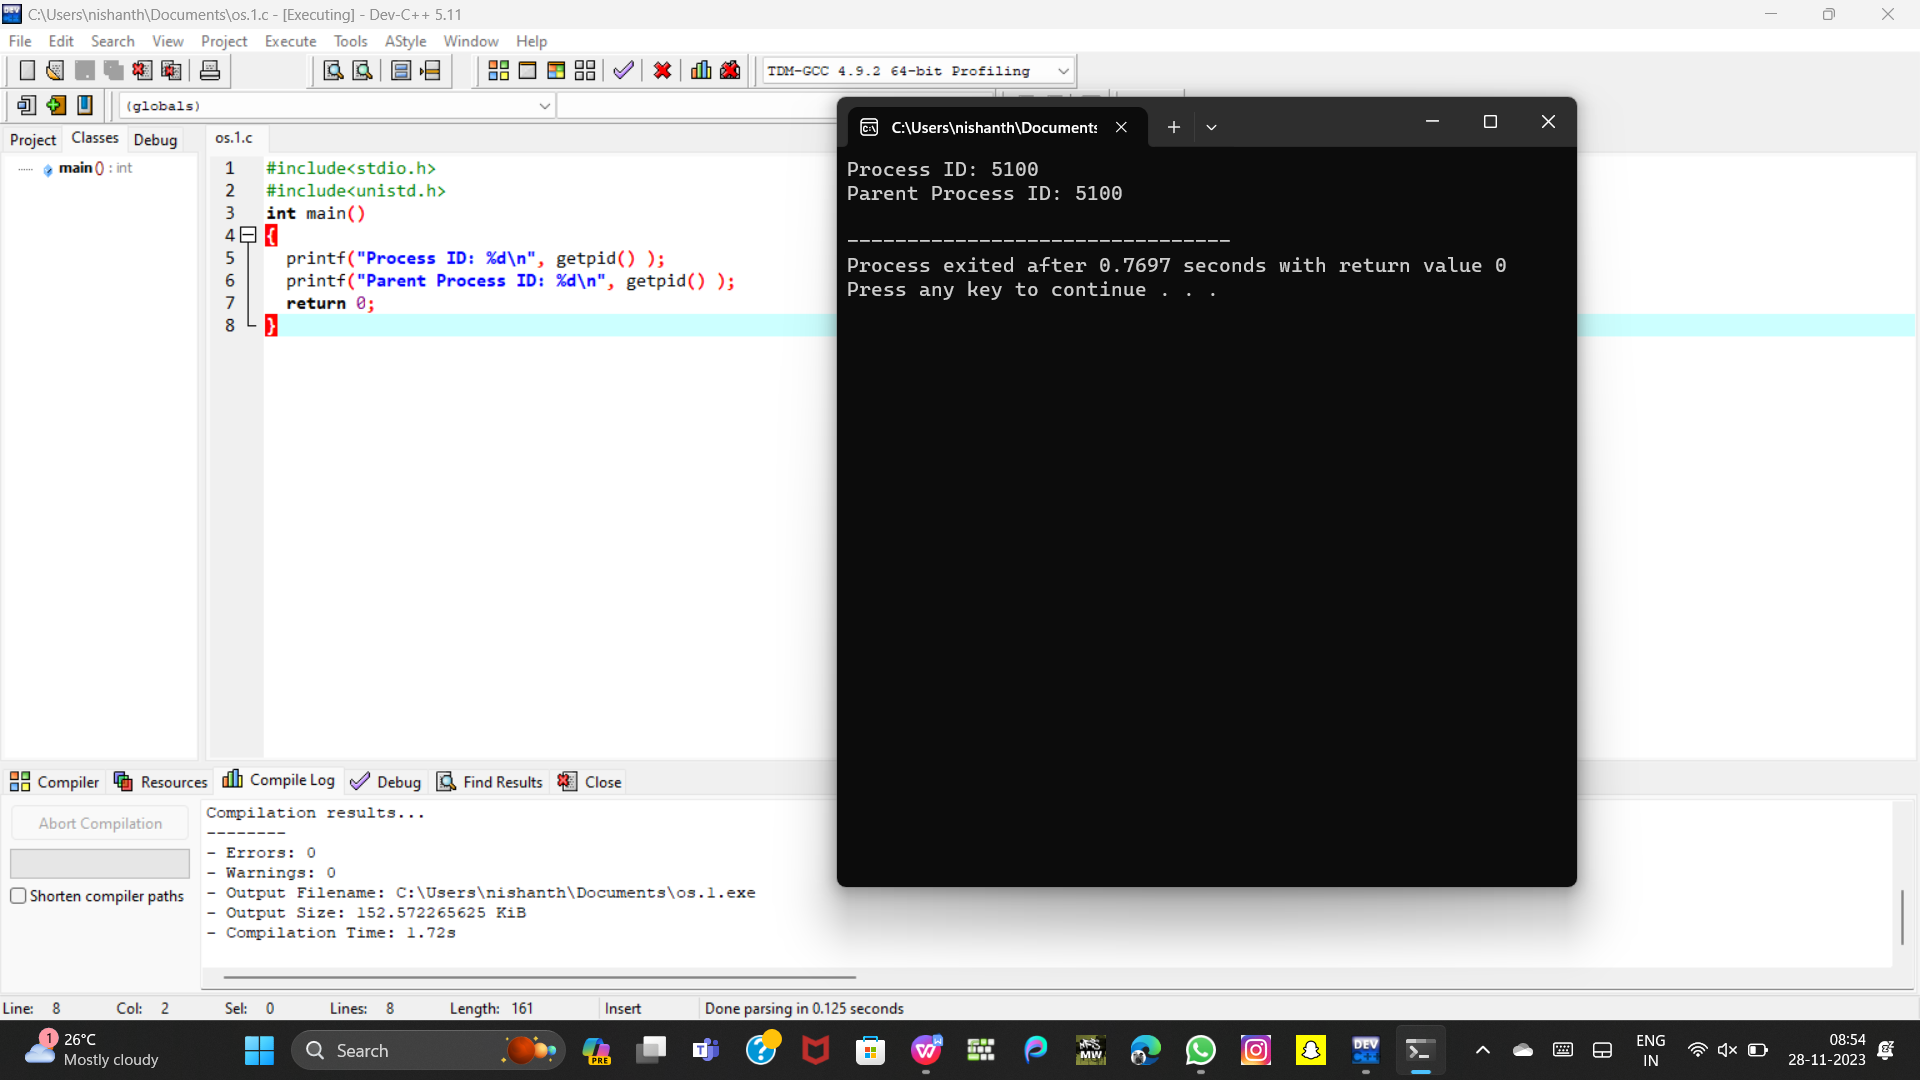 C:\Users\nishanth\Documents\os.1.c - [Executing] - Dev-C++ 5.11
File Edit Search View Project Execute Tools AStyle Window Help
TDM-GCC 4.9.2 64-bit Profiling
(globals)
Project Classes Debug
os.1.c
main() : int
1 #include<stdio.h>
2 #include<unistd.h>
3 int main()
4 {
5 printf("Process ID: %d\n", getpid() );
6 printf("Parent Process ID: %d\n", getpid() );
7 return 0;
8 }
C:\Users\nishanth\Documents
Process ID: 5100
Parent Process ID: 5100
--------------------------------
Process exited after 0.7697 seconds with return value 0
Press any key to continue . . .
Compiler Resources Compile Log Debug Find Results Close
Abort Compilation
Shorten compiler paths
Compilation results...
--------
- Errors: 0
- Warnings: 0
- Output Filename: C:\Users\nishanth\Documents\os.1.exe
- Output Size: 152.572265625 KiB
- Compilation Time: 1.72s
Line: 8 Col: 2 Sel: 0 Lines: 8 Length: 161 Insert Done parsing in 0.125 seconds
1
26°C
Mostly cloudy
Search
PRE
MW
DEV
ENG
IN
08:54
28-11-2023